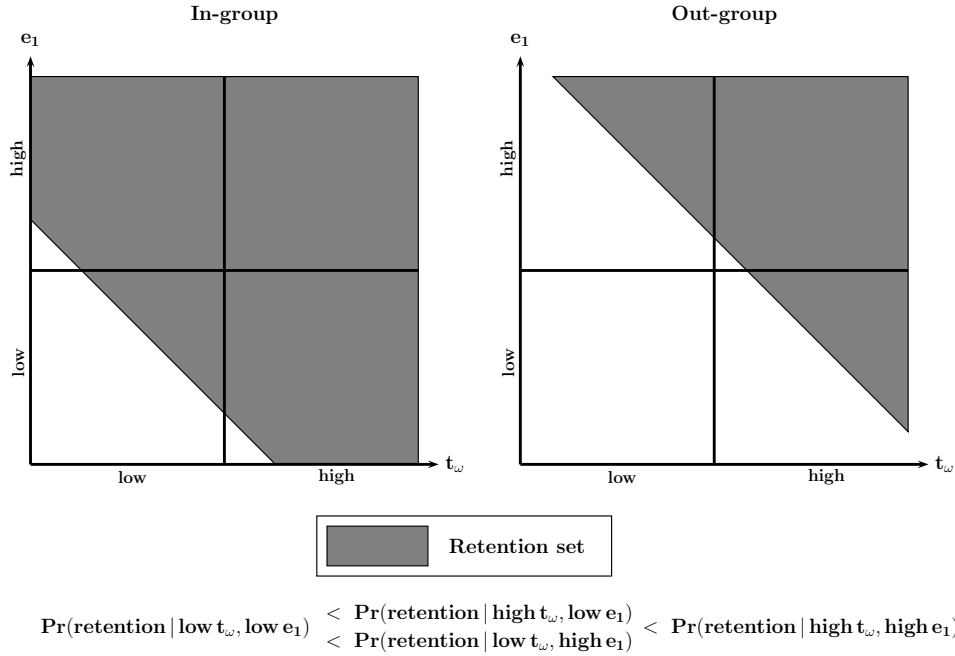 In-group
Out-group
e₁
e₁
high
high
low
low
t_ω
t_ω
low
high
low
high
Retention set
< Pr(retention | high t_ω, low e₁)
Pr(retention | low t_ω, low e₁) < Pr(retention | high t_ω, high e₁)
< Pr(retention | low t_ω, high e₁)